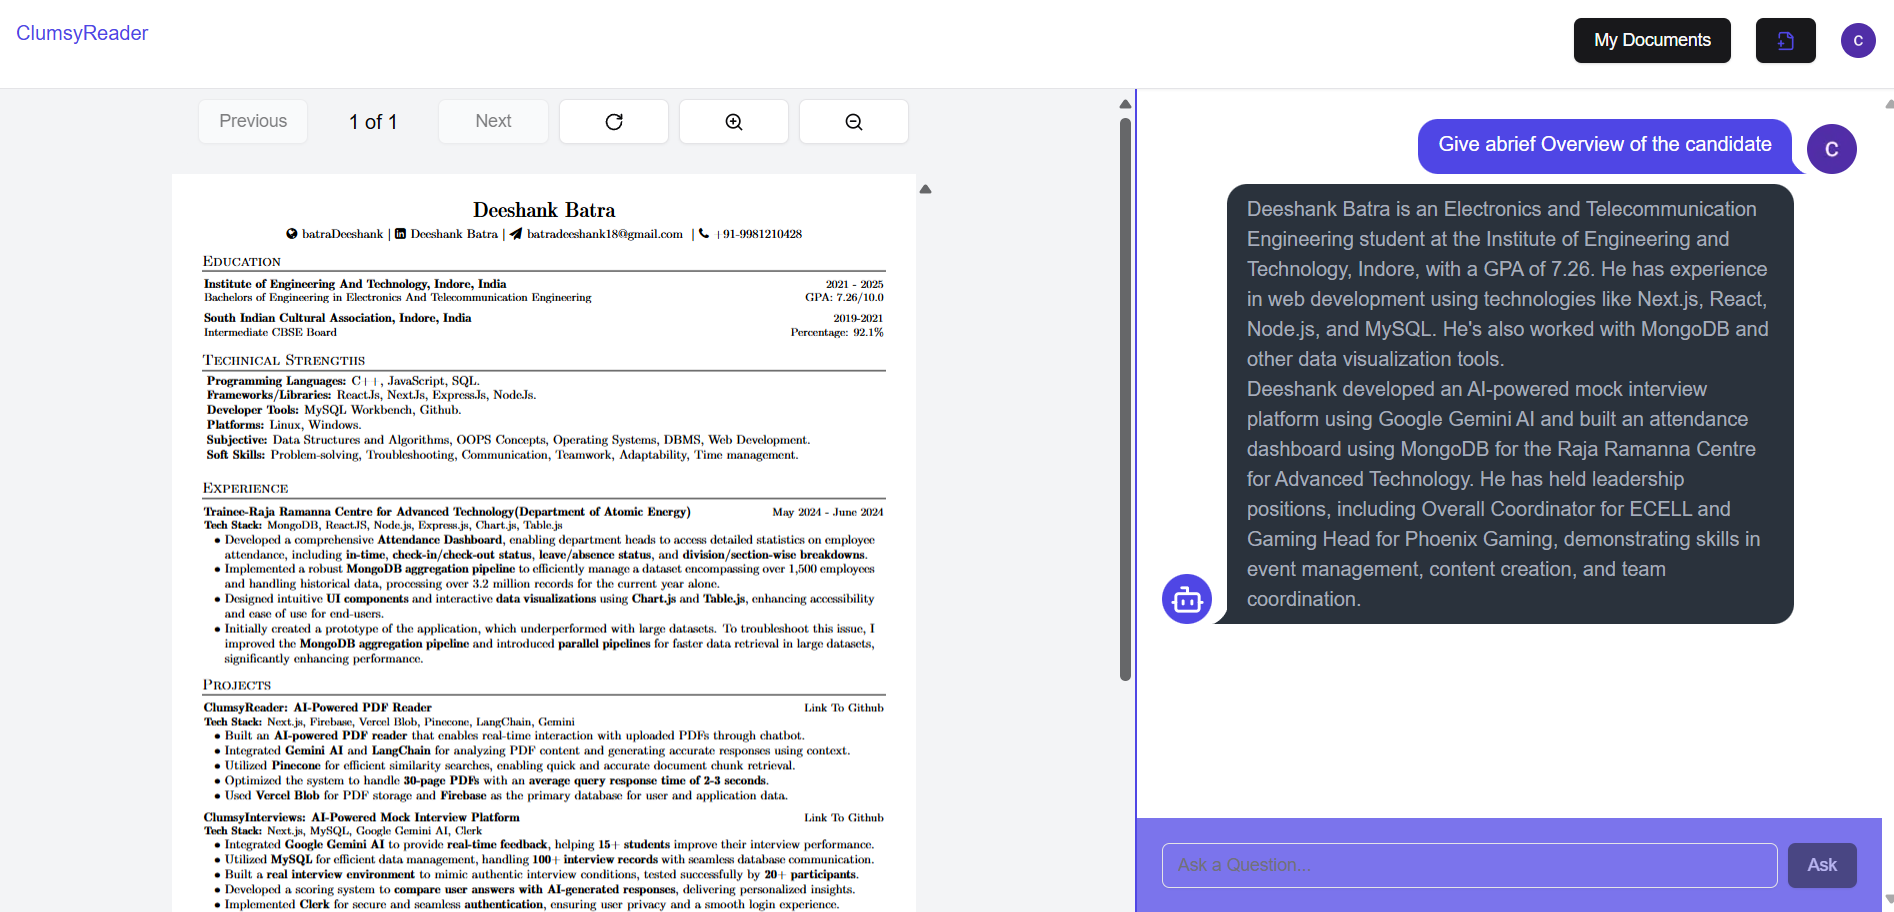 ClumsyReader
My Documents
C
Previous
1 of 1
Next
Deeshank Batra
batraDeeshank | Deeshank Batra | batradeeshank18@gmail.com | +91-9981210428
Education
Institute of Engineering And Technology, Indore, India 2021 - 2025
Bachelors of Engineering in Electronics And Telecommunication Engineering GPA: 7.26/10.0
South Indian Cultural Association, Indore, India 2019-2021
Intermediate CBSE Board Percentage: 92.1%
Technical Strengths
Programming Languages: C++, JavaScript, SQL.
Frameworks/Libraries: ReactJs, NextJs, ExpressJs, NodeJs.
Developer Tools: MySQL Workbench, Github.
Platforms: Linux, Windows.
Subjective: Data Structures and Algorithms, OOPS Concepts, Operating Systems, DBMS, Web Development.
Soft Skills: Problem-solving, Troubleshooting, Communication, Teamwork, Adaptability, Time management.
Experience
Trainee-Raja Ramanna Centre for Advanced Technology(Department of Atomic Energy) May 2024 - June 2024
Tech Stack: MongoDB, ReactJS, Node.js, Express.js, Chart.js, Table.js
• Developed a comprehensive Attendance Dashboard, enabling department heads to access detailed statistics on employee
attendance, including in-time, check-in/check-out status, leave/absence status, and division/section-wise breakdowns.
• Implemented a robust MongoDB aggregation pipeline to efficiently manage a dataset encompassing over 1,500 employees
and handling historical data, processing over 3.2 million records for the current year alone.
• Designed intuitive UI components and interactive data visualizations using Chart.js and Table.js, enhancing accessibility
and ease of use for end-users.
• Initially created a prototype of the application, which underperformed with large datasets. To troubleshoot this issue, I
improved the MongoDB aggregation pipeline and introduced parallel pipelines for faster data retrieval in large datasets,
significantly enhancing performance.
Projects
ClumsyReader: AI-Powered PDF Reader Link To Github
Tech Stack: Next.js, Firebase, Vercel Blob, Pinecone, LangChain, Gemini
• Built an AI-powered PDF reader that enables real-time interaction with uploaded PDFs through chatbot.
• Integrated Gemini AI and LangChain for analyzing PDF content and generating accurate responses using context.
• Utilized Pinecone for efficient similarity searches, enabling quick and accurate document chunk retrieval.
• Optimized the system to handle 30-page PDFs with an average query response time of 2-3 seconds.
• Used Vercel Blob for PDF storage and Firebase as the primary database for user and application data.
ClumsyInterviews: AI-Powered Mock Interview Platform Link To Github
Tech Stack: Next.js, MySQL, Google Gemini AI, Clerk
• Integrated Google Gemini AI to provide real-time feedback, helping 15+ students improve their interview performance.
• Utilized MySQL for efficient data management, handling 100+ interview records with seamless database communication.
• Built a real interview environment to mimic authentic interview conditions, tested successfully by 20+ participants.
• Developed a scoring system to compare user answers with AI-generated responses, delivering personalized insights.
• Implemented Clerk for secure and seamless authentication, ensuring user privacy and a smooth login experience.
Give abrief Overview of the candidate
C
Deeshank Batra is an Electronics and Telecommunication
Engineering student at the Institute of Engineering and
Technology, Indore, with a GPA of 7.26. He has experience
in web development using technologies like Next.js, React,
Node.js, and MySQL. He's also worked with MongoDB and
other data visualization tools.
Deeshank developed an AI-powered mock interview
platform using Google Gemini AI and built an attendance
dashboard using MongoDB for the Raja Ramanna Centre
for Advanced Technology. He has held leadership
positions, including Overall Coordinator for ECELL and
Gaming Head for Phoenix Gaming, demonstrating skills in
event management, content creation, and team
coordination.
Ask a Question...
Ask